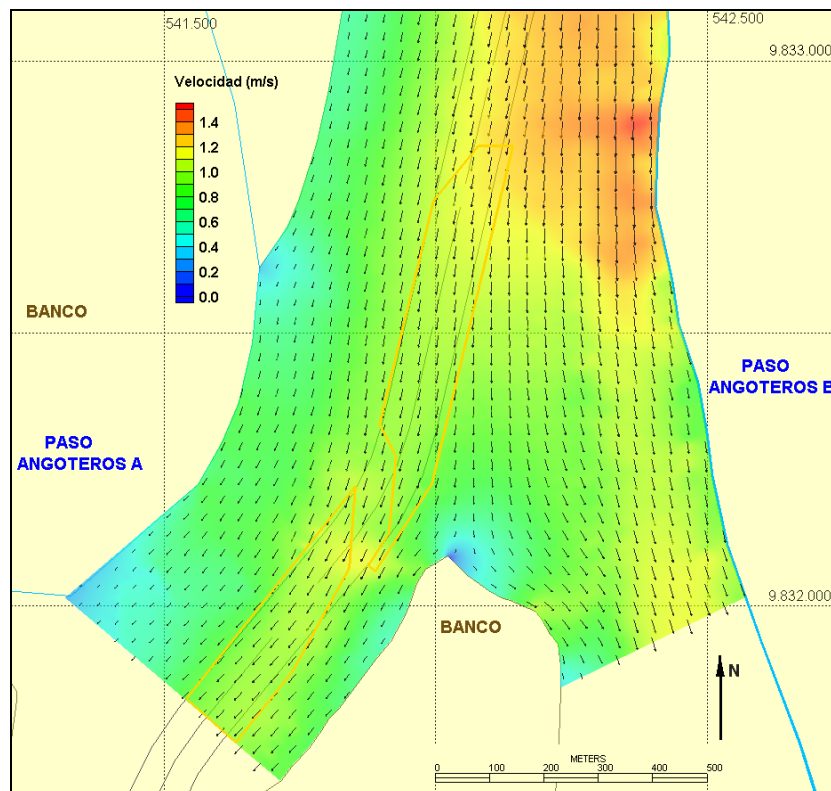 541.500
542.500
9.833.000
Velocidad (m/s)
1.4
1.2
1.0
0.8
0.6
0.4
0.2
0.0
BANCO
PASO
ANGOTEROS B
PASO
ANGOTEROS A
9.832.000
BANCO
N
METERS
0 100 200 300 400 500